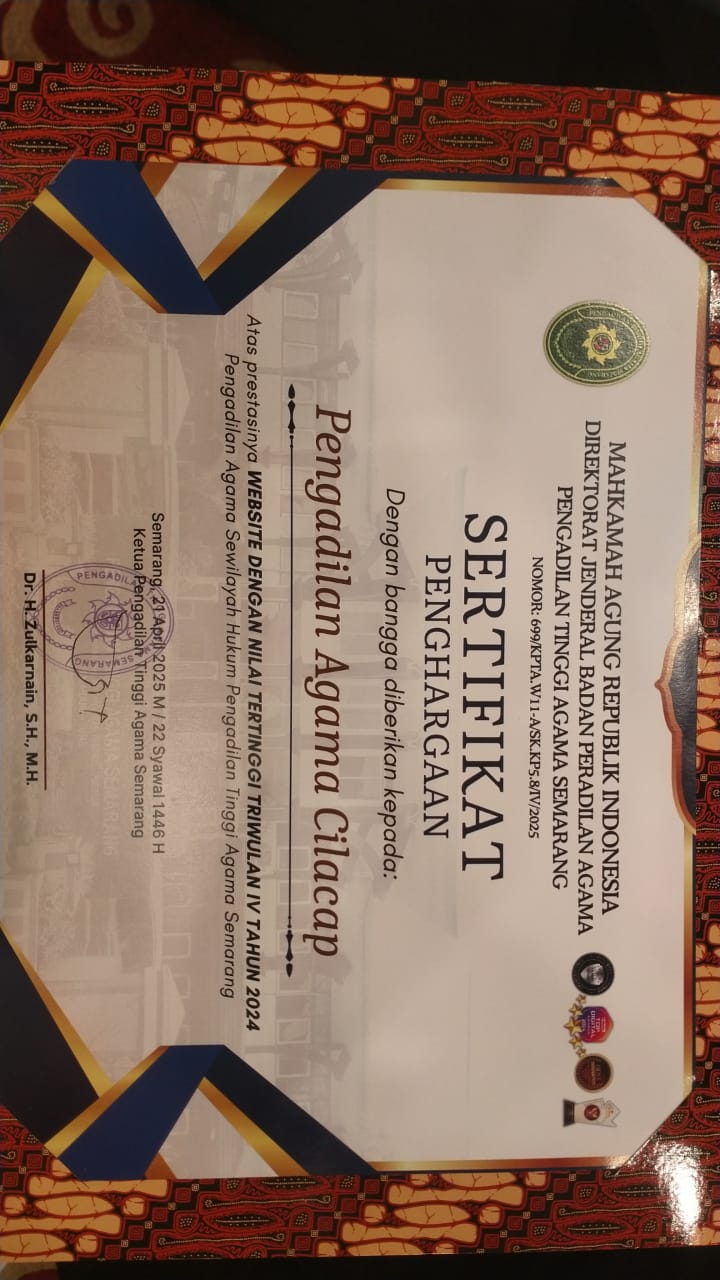 MAHKAMAH AGUNG REPUBLIK INDONESIA
DIREKTORAT JENDERAL BADAN PERADILAN AGAMA
PENGADILAN TINGGI AGAMA SEMARANG
NOMOR: 699/KPTA.W11-A/SK.KP5.8/IV/2025
SERTIFIKAT
PENGHARGAAN
Dengan bangga diberikan kepada:
Pengadilan Agama Cilacap
Atas prestasinya WEBSITE DENGAN NILAI TERTINGGI TRIWULAN IV TAHUN 2024
Pengadilan Agama Sewilayah Hukum Pengadilan Tinggi Agama Semarang
Semarang, 21 April 2025 M / 22 Syawal 1446 H
Ketua Pengadilan Tinggi Agama Semarang
Dr. H. Zulkarnain, S.H., M.H.
TOP
DIGITAL